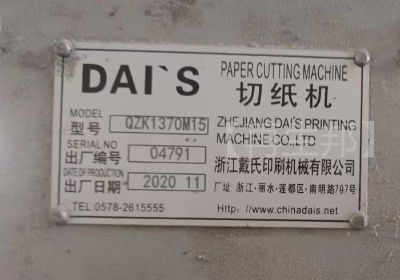 DAI`S
PAPER CUTTING MACHINE
切纸机
MODEL
型号
QZK1370M15
ZHEJIANG DAI'S PRINTING
MACHINE CO.,LTD
SERIAL NO
出厂编号
04791
浙江戴氏印刷机械有限公司
DATE OF PRODUCTION
出厂日期
2020 11
厂址 浙江·丽水·莲都区·南明路797号
TEL: 0578-2615555
Http: //www.chinadais.net